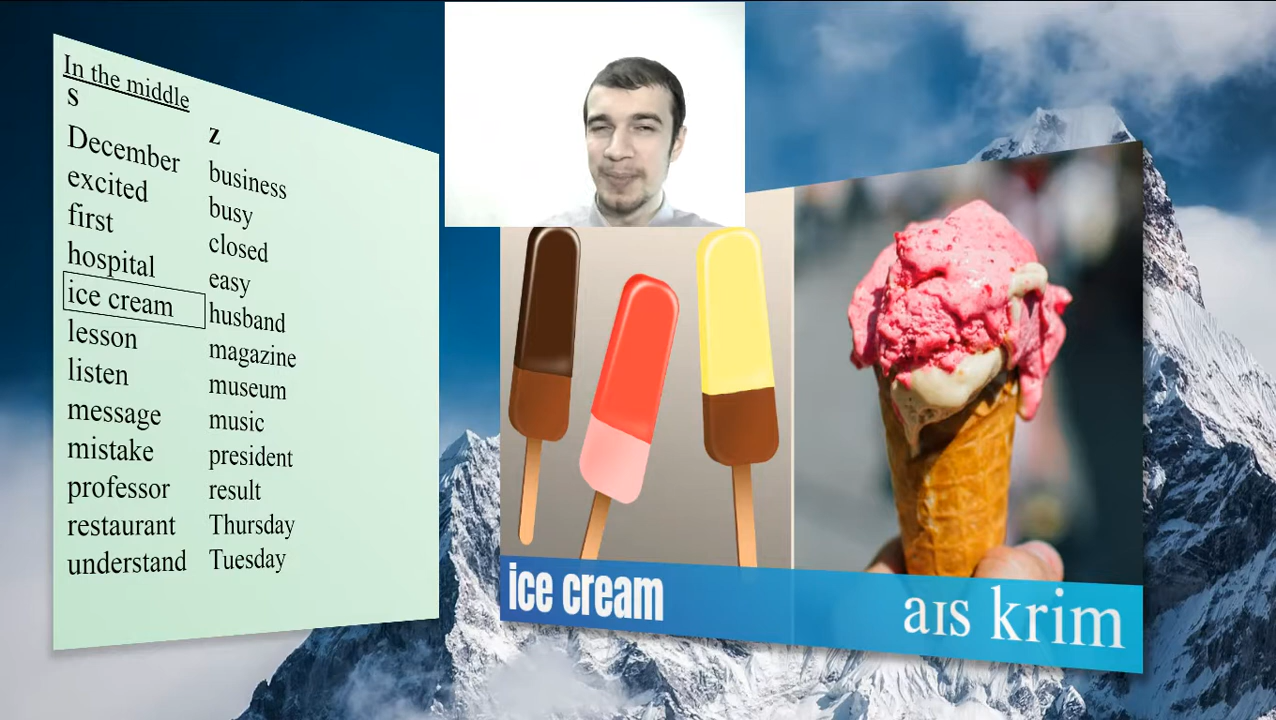 In the middle
S
December
excited
first
hospital
ice cream
lesson
listen
message
mistake
professor
restaurant
understand
Z
business
busy
closed
easy
husband
magazine
museum
music
president
result
Thursday
Tuesday
ice cream
aɪs krim